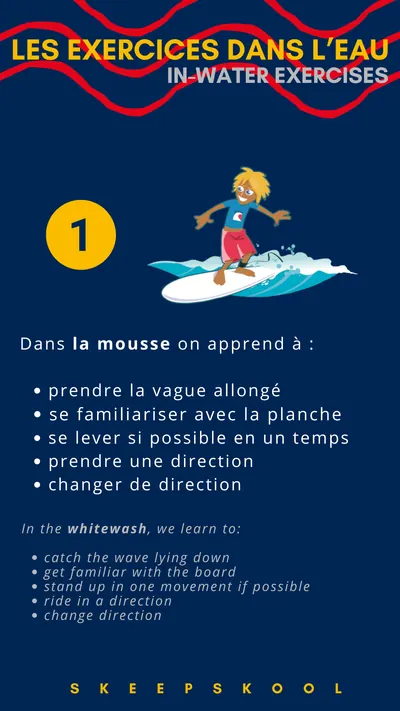 LES EXERCICES DANS L'EAU
IN-WATER EXERCISES
1
Dans la mousse on apprend à :
• prendre la vague allongé
• se familiariser avec la planche
• se lever si possible en un temps
• prendre une direction
• changer de direction
In the whitewash, we learn to:
• catch the wave lying down
• get familiar with the board
• stand up in one movement if possible
• ride in a direction
• change direction
SKEEPSKOOL